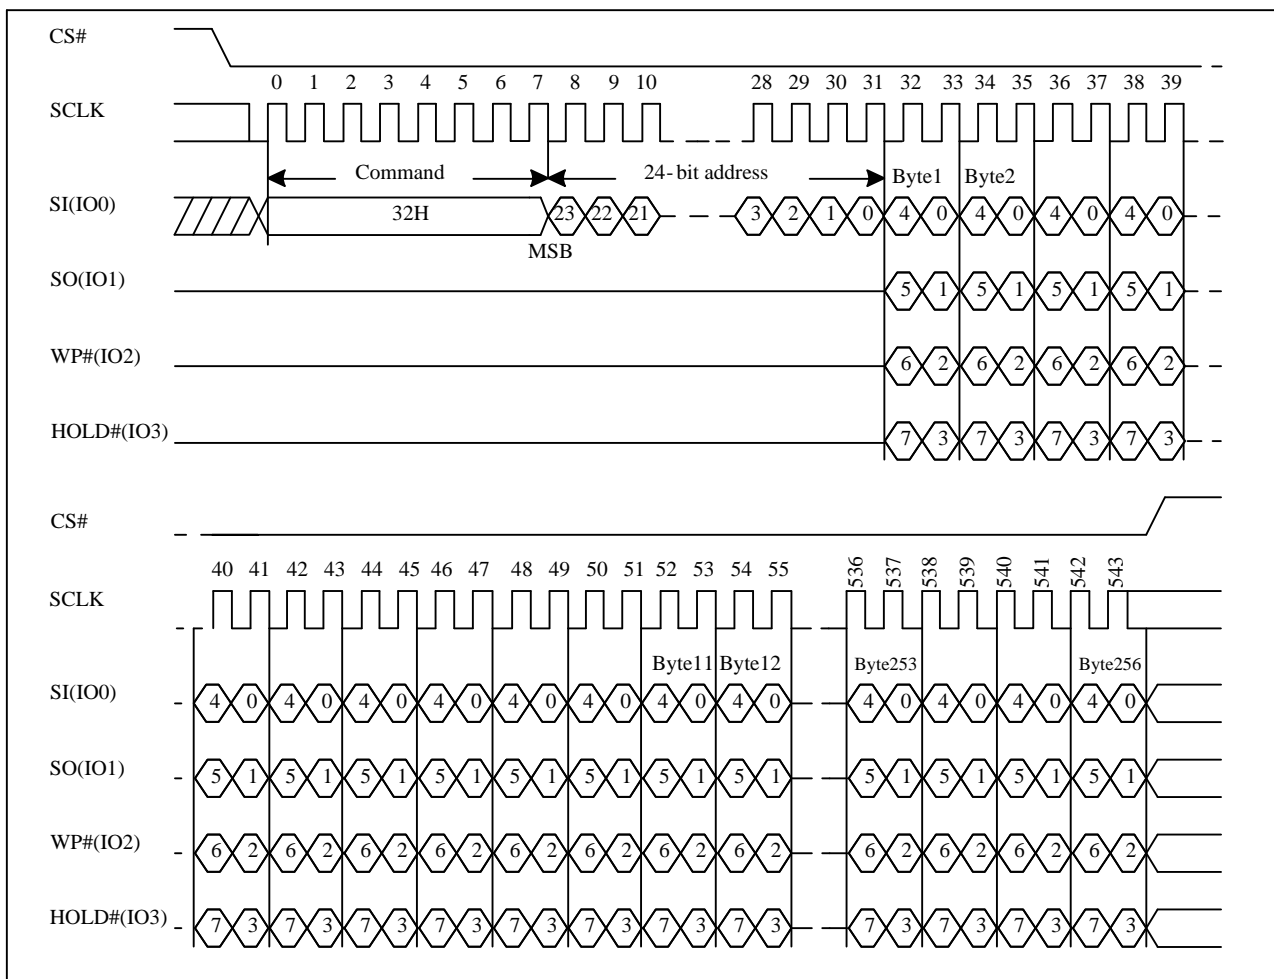 CS#
0 1 2 3 4 5 6 7 8 9 10 28 29 30 31 32 33 34 35 36 37 38 39
SCLK
Command 24-bit address Byte1 Byte2
SI(IO0) 32H 23 22 21 3 2 1 0 4 0 4 0 4 0 4 0
MSB
SO(IO1) 5 1 5 1 5 1 5 1
WP#(IO2) 6 2 6 2 6 2 6 2
HOLD#(IO3) 7 3 7 3 7 3 7 3
CS#
40 41 42 43 44 45 46 47 48 49 50 51 52 53 54 55 536 537 538 539 540 541 542 543
SCLK
Byte11 Byte12 Byte253 Byte256
SI(IO0) 4 0 4 0 4 0 4 0 4 0 4 0 4 0 4 0 4 0 4 0 4 0 4 0
SO(IO1) 5 1 5 1 5 1 5 1 5 1 5 1 5 1 5 1 5 1 5 1 5 1 5 1
WP#(IO2) 6 2 6 2 6 2 6 2 6 2 6 2 6 2 6 2 6 2 6 2 6 2 6 2
HOLD#(IO3) 7 3 7 3 7 3 7 3 7 3 7 3 7 3 7 3 7 3 7 3 7 3 7 3